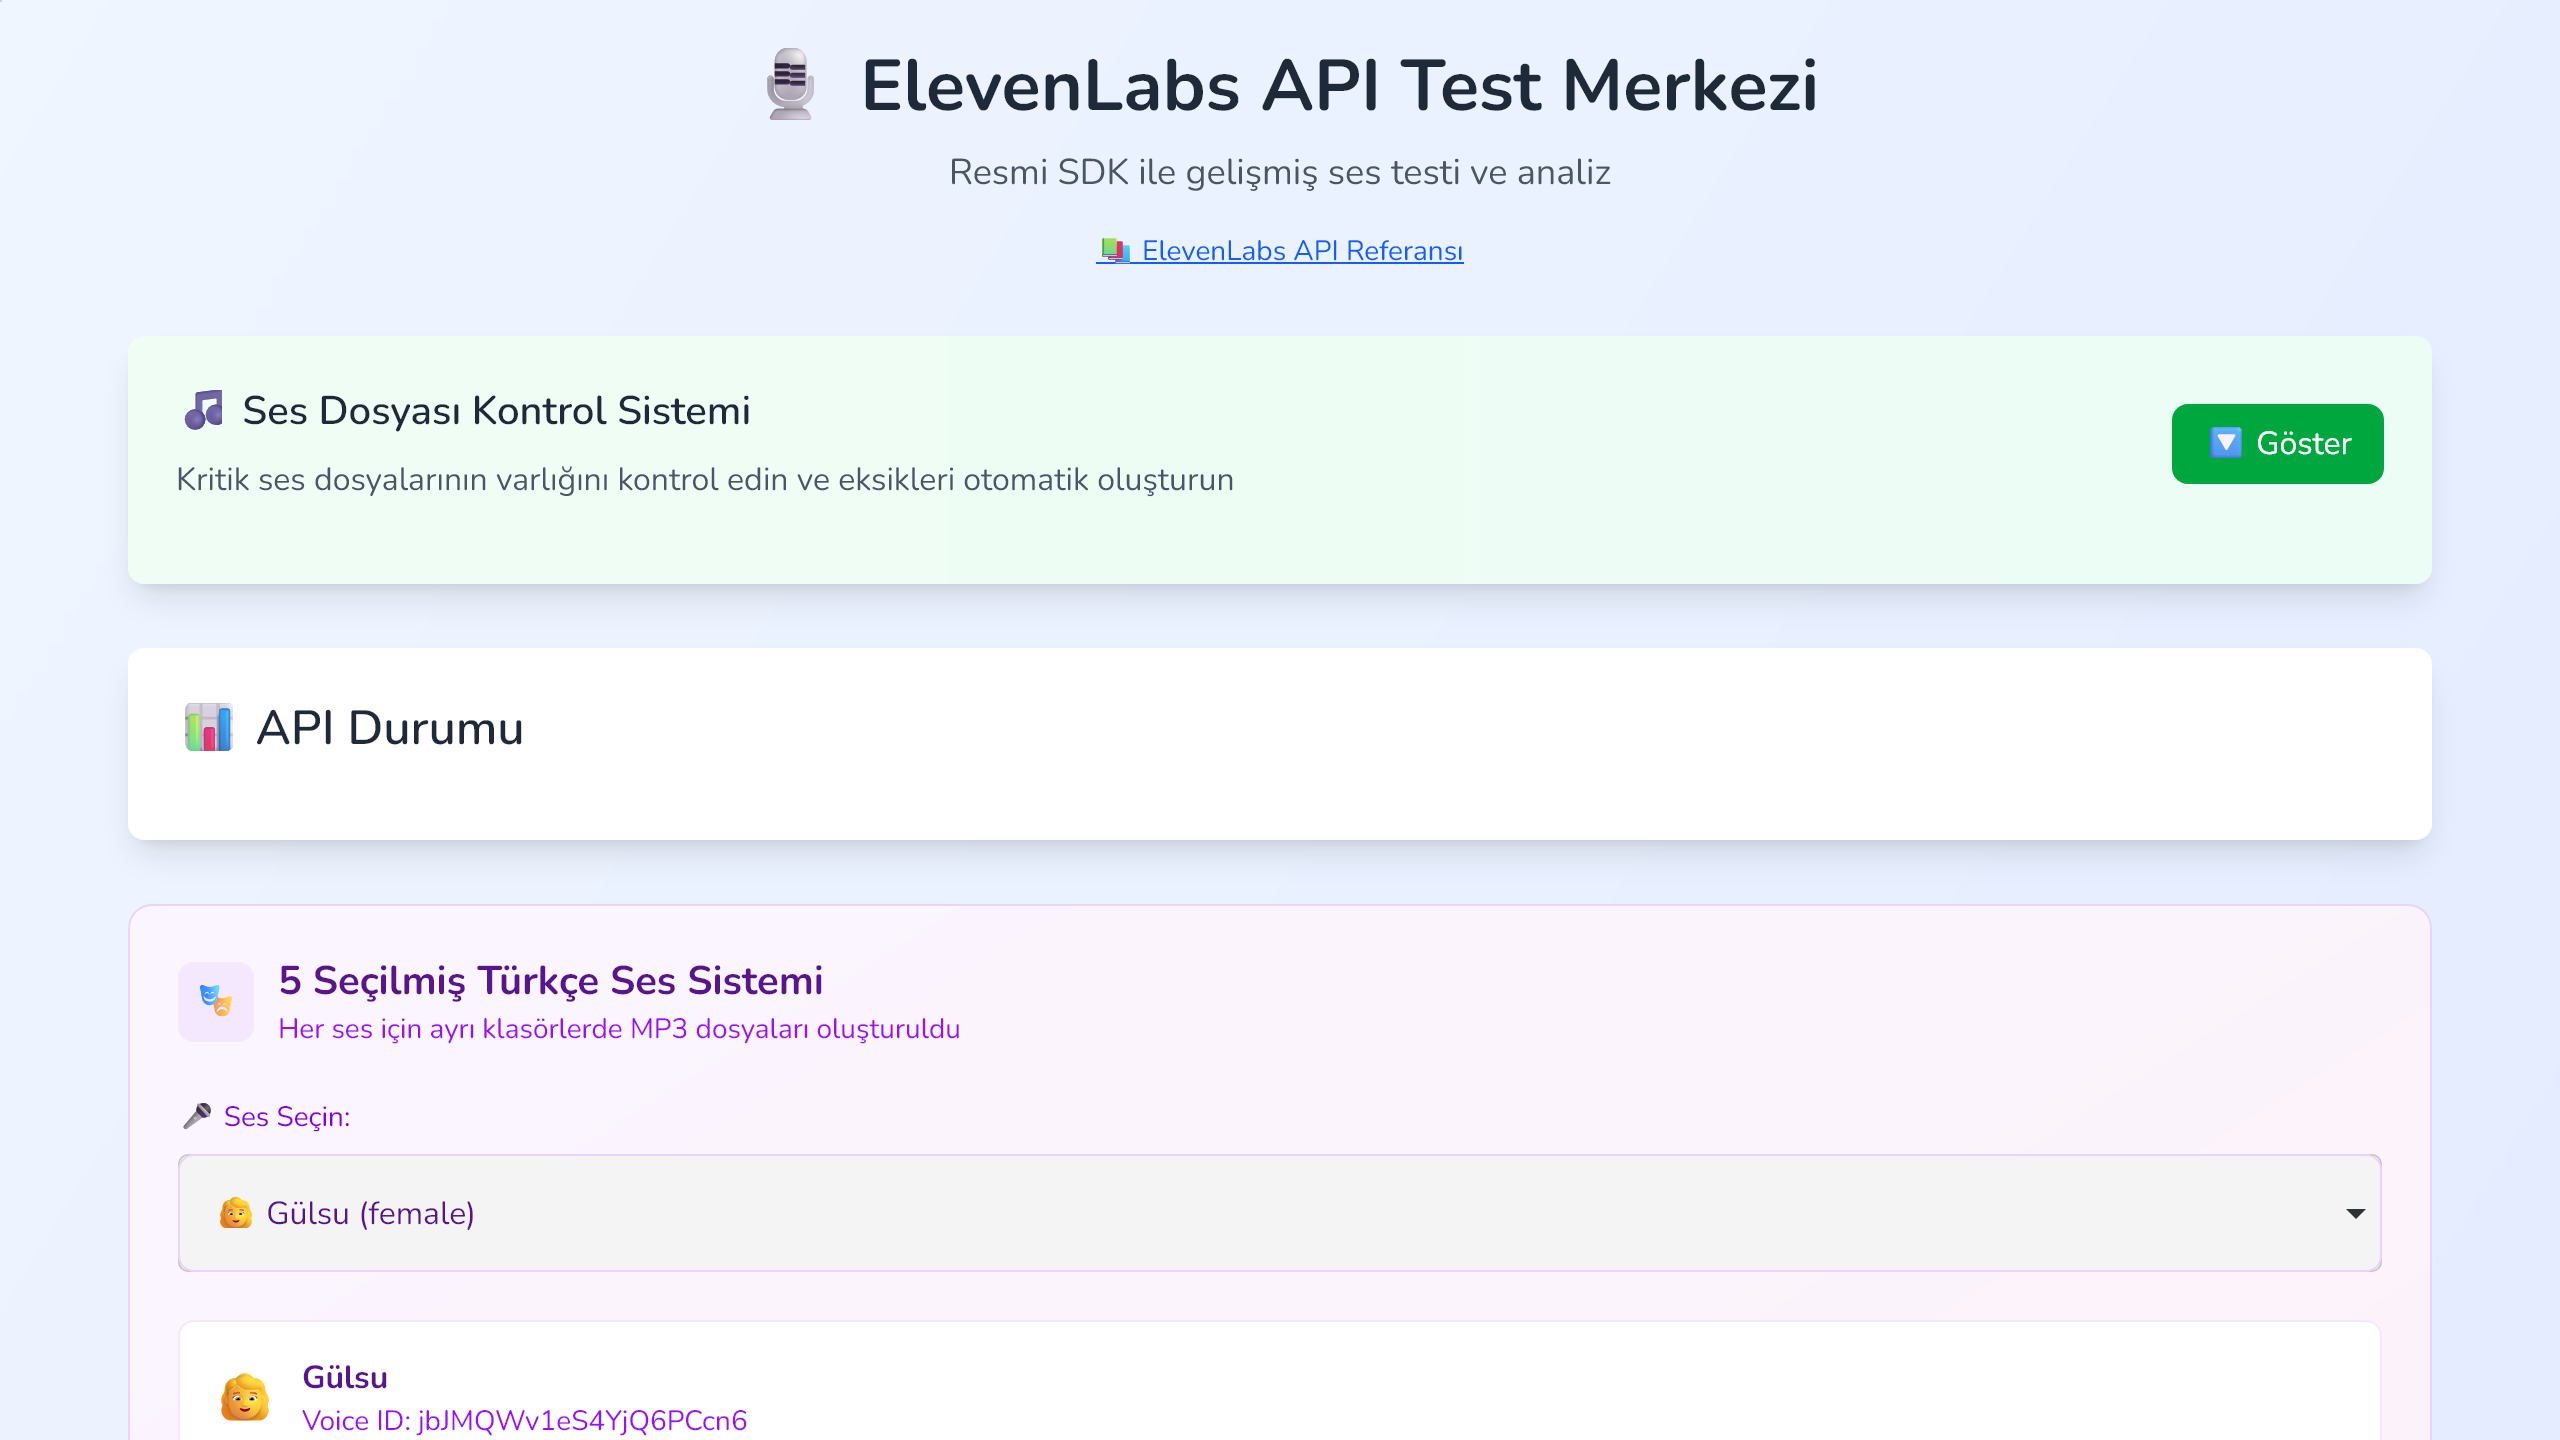 ElevenLabs API Test Merkezi
Resmi SDK ile gelişmiş ses testi ve analiz
ElevenLabs API Referansı
Ses Dosyası Kontrol Sistemi
Kritik ses dosyalarının varlığını kontrol edin ve eksikleri otomatik oluşturun
Göster
API Durumu
5 Seçilmiş Türkçe Ses Sistemi
Her ses için ayrı klasörlerde MP3 dosyaları oluşturuldu
Ses Seçin:
Gülsu (female)
Gülsu
Voice ID: jbJMQWv1eS4YjQ6PCcn6